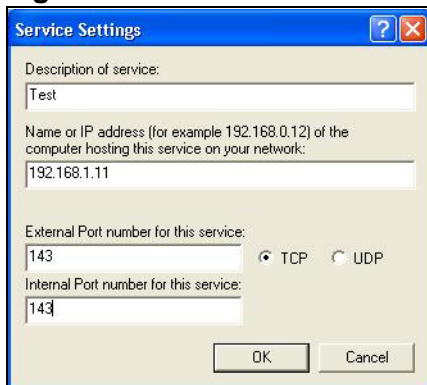 Service Settings
Description of service:
Test
Name or IP address (for example 192.168.0.12) of the
computer hosting this service on your network:
192.168.1.11
External Port number for this service:
143
TCP
UDP
Internal Port number for this service:
143
OK
Cancel